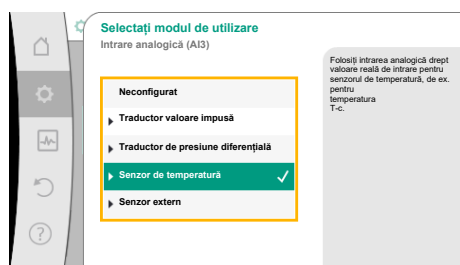 Selectați modul de utilizare
Intrare analogică (AI3)
Folosiți intrarea analogică drept
valoare reală de intrare pentru
senzorul de temperatură, de ex.
pentru
temperatura
T-c.
Neconfigurat
Traductor valoare impusă
Traductor de presiune diferențială
Senzor de temperatură
Senzor extern